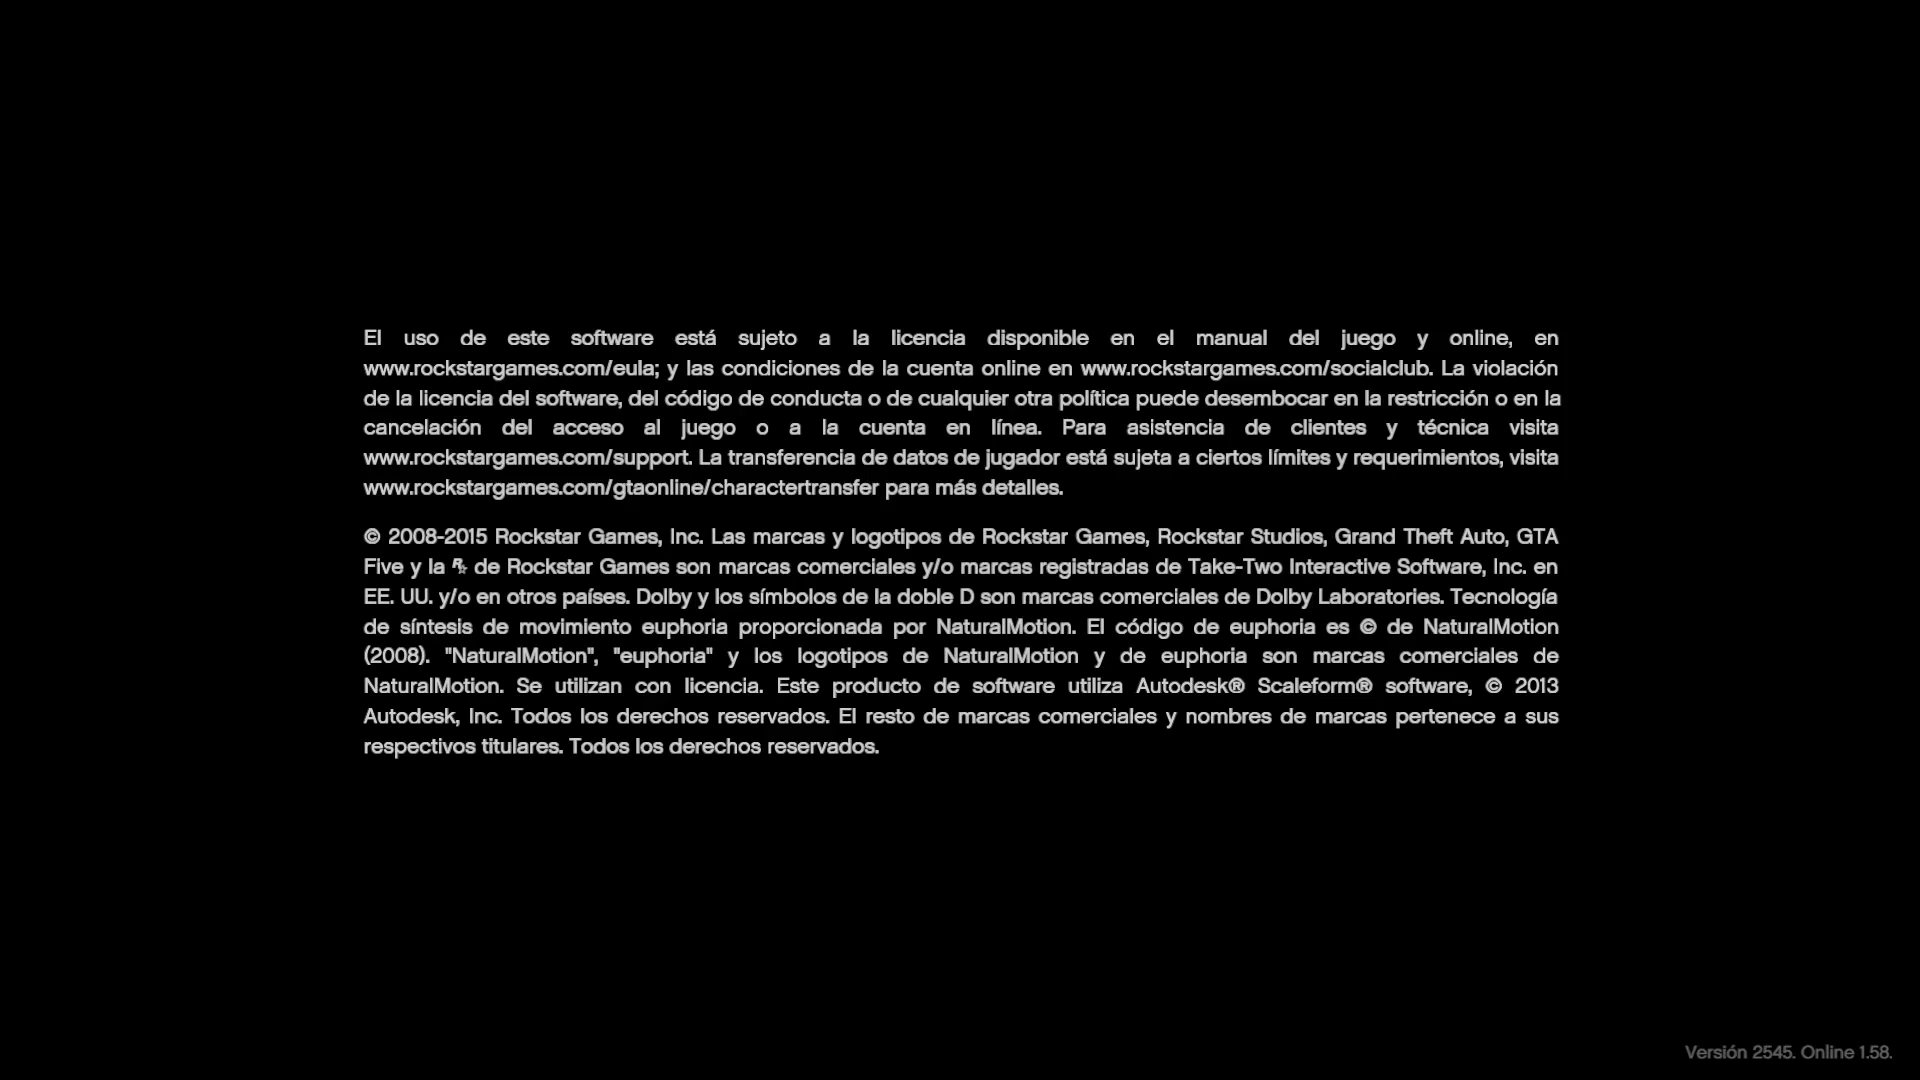 El uso de este software está sujeto a la licencia disponible en el manual del juego y online, en
www.rockstargames.com/eula; y las condiciones de la cuenta online en www.rockstargames.com/socialclub. La violación
de la licencia del software, del código de conducta o de cualquier otra política puede desembocar en la restricción o en la
cancelación del acceso al juego o a la cuenta en línea. Para asistencia de clientes y técnica visita
www.rockstargames.com/support. La transferencia de datos de jugador está sujeta a ciertos límites y requerimientos, visita
www.rockstargames.com/gtaonline/charactertransfer para más detalles.
© 2008-2015 Rockstar Games, Inc. Las marcas y logotipos de Rockstar Games, Rockstar Studios, Grand Theft Auto, GTA
Five y la R* de Rockstar Games son marcas comerciales y/o marcas registradas de Take-Two Interactive Software, Inc. en
EE. UU. y/o en otros países. Dolby y los símbolos de la doble D son marcas comerciales de Dolby Laboratories. Tecnología
de síntesis de movimiento euphoria proporcionada por NaturalMotion. El código de euphoria es © de NaturalMotion
(2008). "NaturalMotion", "euphoria" y los logotipos de NaturalMotion y de euphoria son marcas comerciales de
NaturalMotion. Se utilizan con licencia. Este producto de software utiliza Autodesk® Scaleform® software, © 2013
Autodesk, Inc. Todos los derechos reservados. El resto de marcas comerciales y nombres de marcas pertenece a sus
respectivos titulares. Todos los derechos reservados.
Versión 2545. Online 1.58.